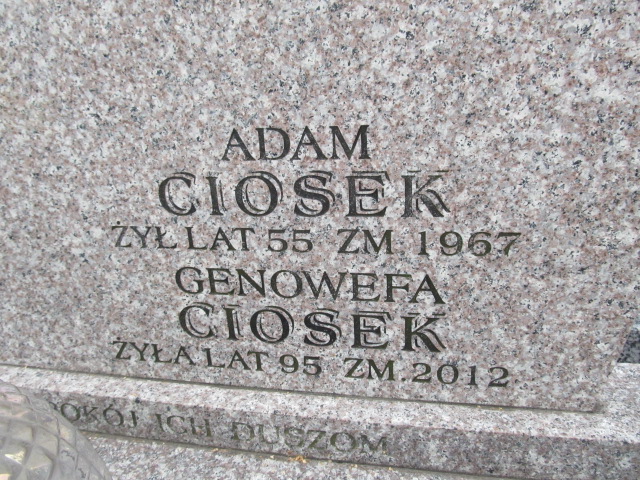 ADAM
CIOSEK
ŻYŁ LAT 55 ZM 1967
GENOWEFA
CIOSEK
ŻYŁA LAT 95 ZM. 2012
POKÓJ ICH DUSZOM